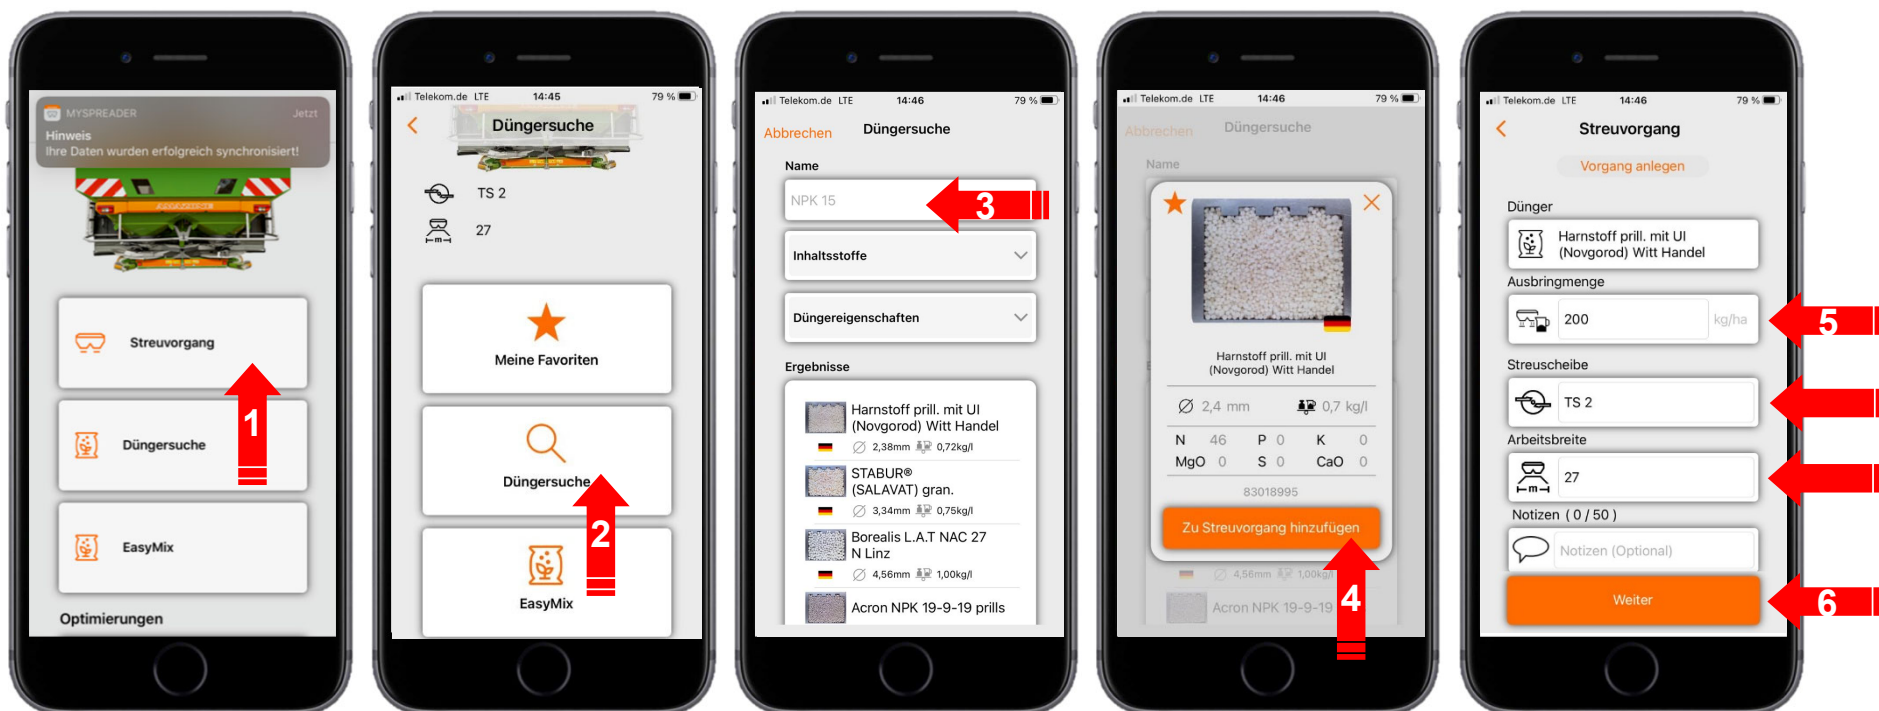 MYSPREADER Jetzt
Hinweis
Ihre Daten wurden erfolgreich synchronisiert!
AMAZONE
Streuvorgang
1
Düngersuche
EasyMix
Optimierungen
Telekom.de LTE 14:45 79 %
Düngersuche
TS 2
m 27
Meine Favoriten
Düngersuche
2
EasyMix
Telekom.de LTE 14:46 79 %
Abbrechen Düngersuche
Name
NPK 15
3
Inhaltsstoffe
Düngereigenschaften
Ergebnisse
Harnstoff prill. mit UI
(Novgorod) Witt Handel
2,38mm 0,72kg/l
STABUR®
(SALAVAT) gran.
3,34mm 0,75kg/l
Borealis L.A.T NAC 27
N Linz
4,56mm 1,00kg/l
Acron NPK 19-9-19 prills
Telekom.de LTE 14:46 79 %
Abbrechen Düngersuche
Name
Harnstoff prill. mit UI
(Novgorod) Witt Handel
2,4 mm 0,7 kg/l
N 46 P 0 K 0
MgO 0 S 0 CaO 0
83018995
Zu Streuvorgang hinzufügen
4
4,56mm 1,00kg/l
Acron NPK 19-9-19
Telekom.de LTE 14:46 79 %
Streuvorgang
Vorgang anlegen
Dünger
Harnstoff prill. mit UI
(Novgorod) Witt Handel
Ausbringmenge
200 kg/ha
5
Streuscheibe
TS 2
Arbeitsbreite
m 27
Notizen ( 0 / 50 )
Notizen (Optional)
Weiter
6